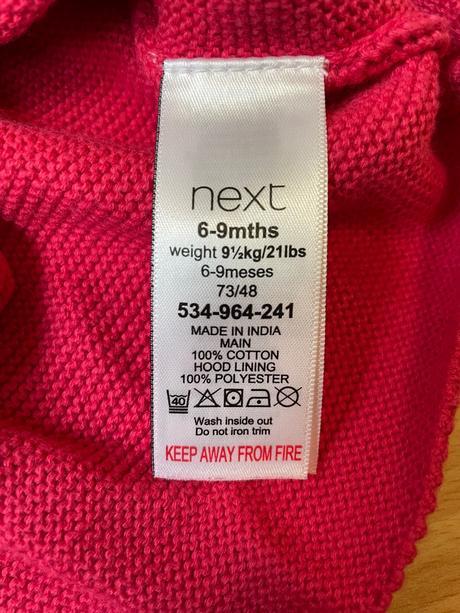 next
6-9mths
weight 9½kg/21lbs
6-9meses
73/48
534-964-241
MADE IN INDIA
MAIN
100% COTTON
HOOD LINING
100% POLYESTER
40
Wash inside out
Do not iron trim
KEEP AWAY FROM FIRE